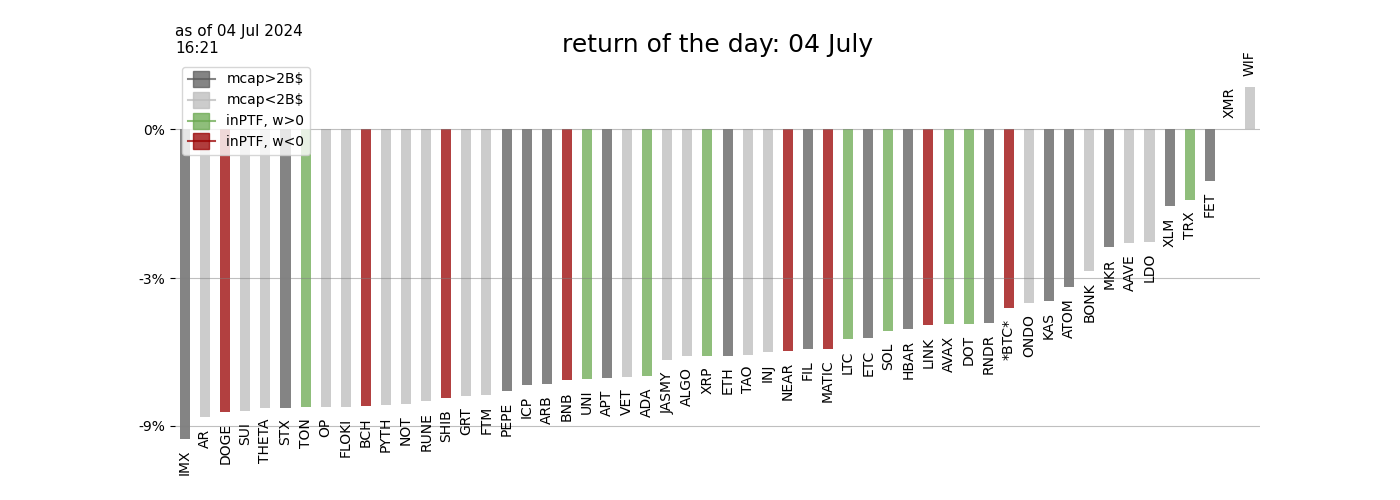 as of 04 Jul 2024
16:21
return of the day: 04 July
mcap>2B$
mcap<2B$
inPTF, w>0
inPTF, w<0
0%
-3%
-9%
IMX
AR
DOGE
SUI
THETA
STX
TON
OP
FLOKI
BCH
PYTH
NOT
RUNE
SHIB
GRT
FTM
PEPE
ICP
ARB
BNB
UNI
APT
VET
ADA
JASMY
ALGO
XRP
ETH
TAO
INJ
NEAR
FIL
MATIC
LTC
ETC
SOL
HBAR
LINK
AVAX
DOT
RNDR
*BTC*
ONDO
KAS
ATOM
BONK
MKR
AAVE
LDO
XLM
TRX
FET
XMR
WIF